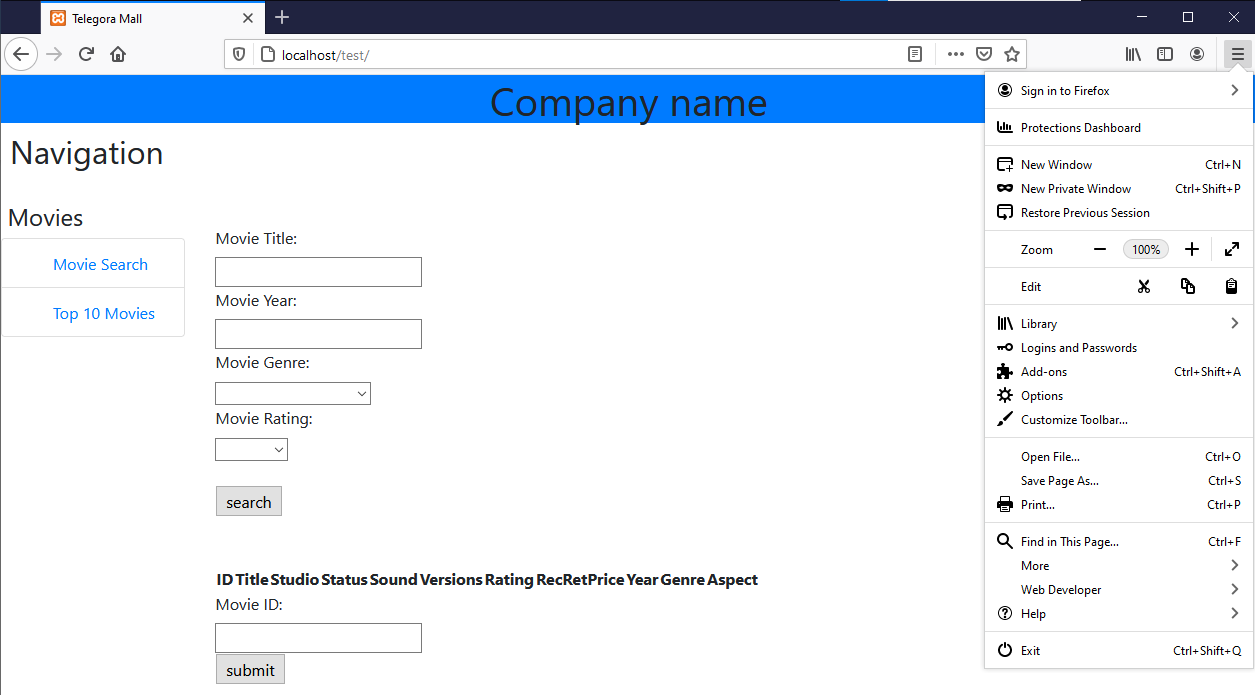 Telegora Mall
localhost/test/
Company name
Navigation
Movies
Movie Search
Top 10 Movies
Movie Title:
Movie Year:
Movie Genre:
Movie Rating:
search
ID Title Studio Status Sound Versions Rating RecRetPrice Year Genre Aspect
Movie ID:
submit
Sign in to Firefox
Protections Dashboard
New Window Ctrl+N
New Private Window Ctrl+Shift+P
Restore Previous Session
Zoom 100%
Edit
Library
Logins and Passwords
Add-ons Ctrl+Shift+A
Options
Customize Toolbar...
Open File... Ctrl+O
Save Page As... Ctrl+S
Print... Ctrl+P
Find in This Page... Ctrl+F
More
Web Developer
Help
Exit Ctrl+Shift+Q